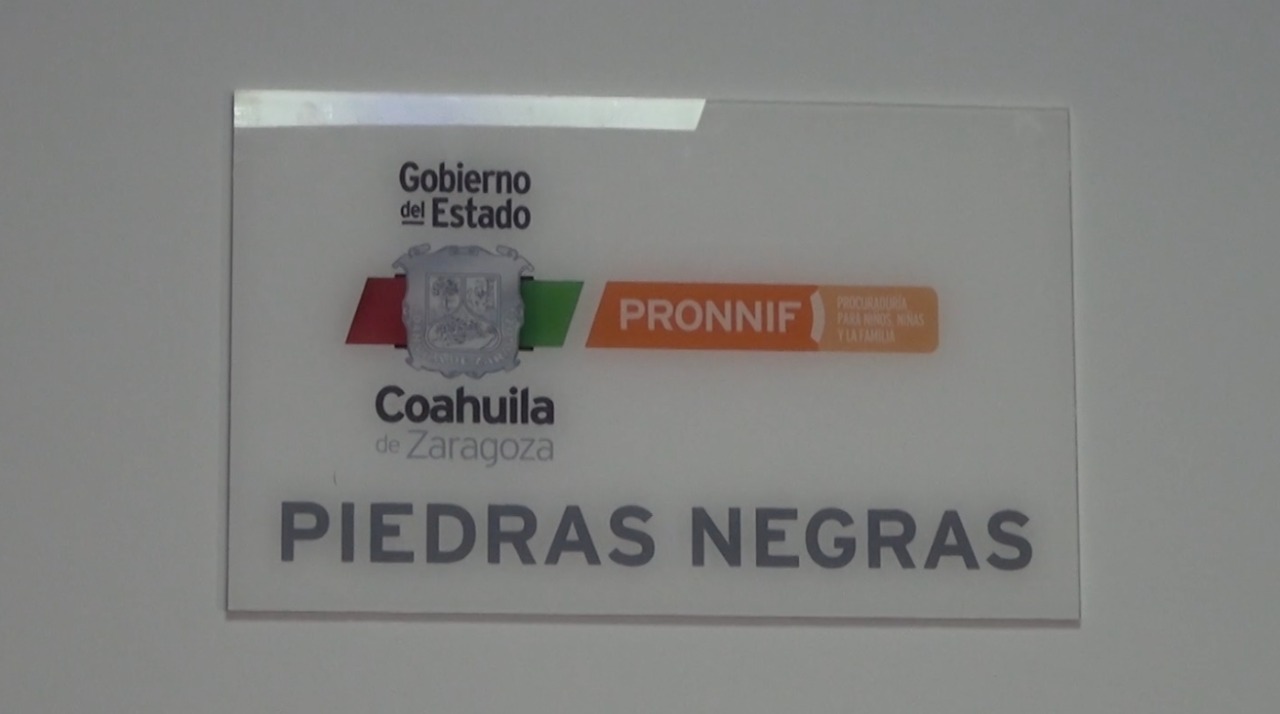 Gobierno
del Estado
Coahuila
de Zaragoza
PRONNIF
PROCURADURÍA
PARA NIÑOS, NIÑAS
Y LA FAMILIA
PIEDRAS NEGRAS